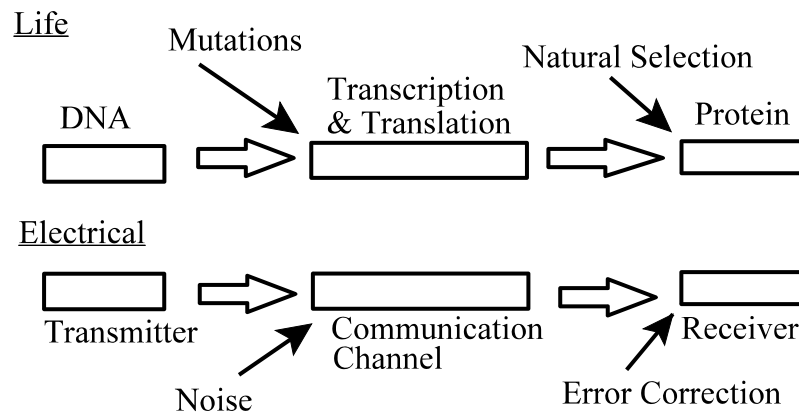 Life
Mutations
Natural Selection
DNA
Transcription
& Translation
Protein
Electrical
Transmitter
Communication
Channel
Receiver
Noise
Error Correction